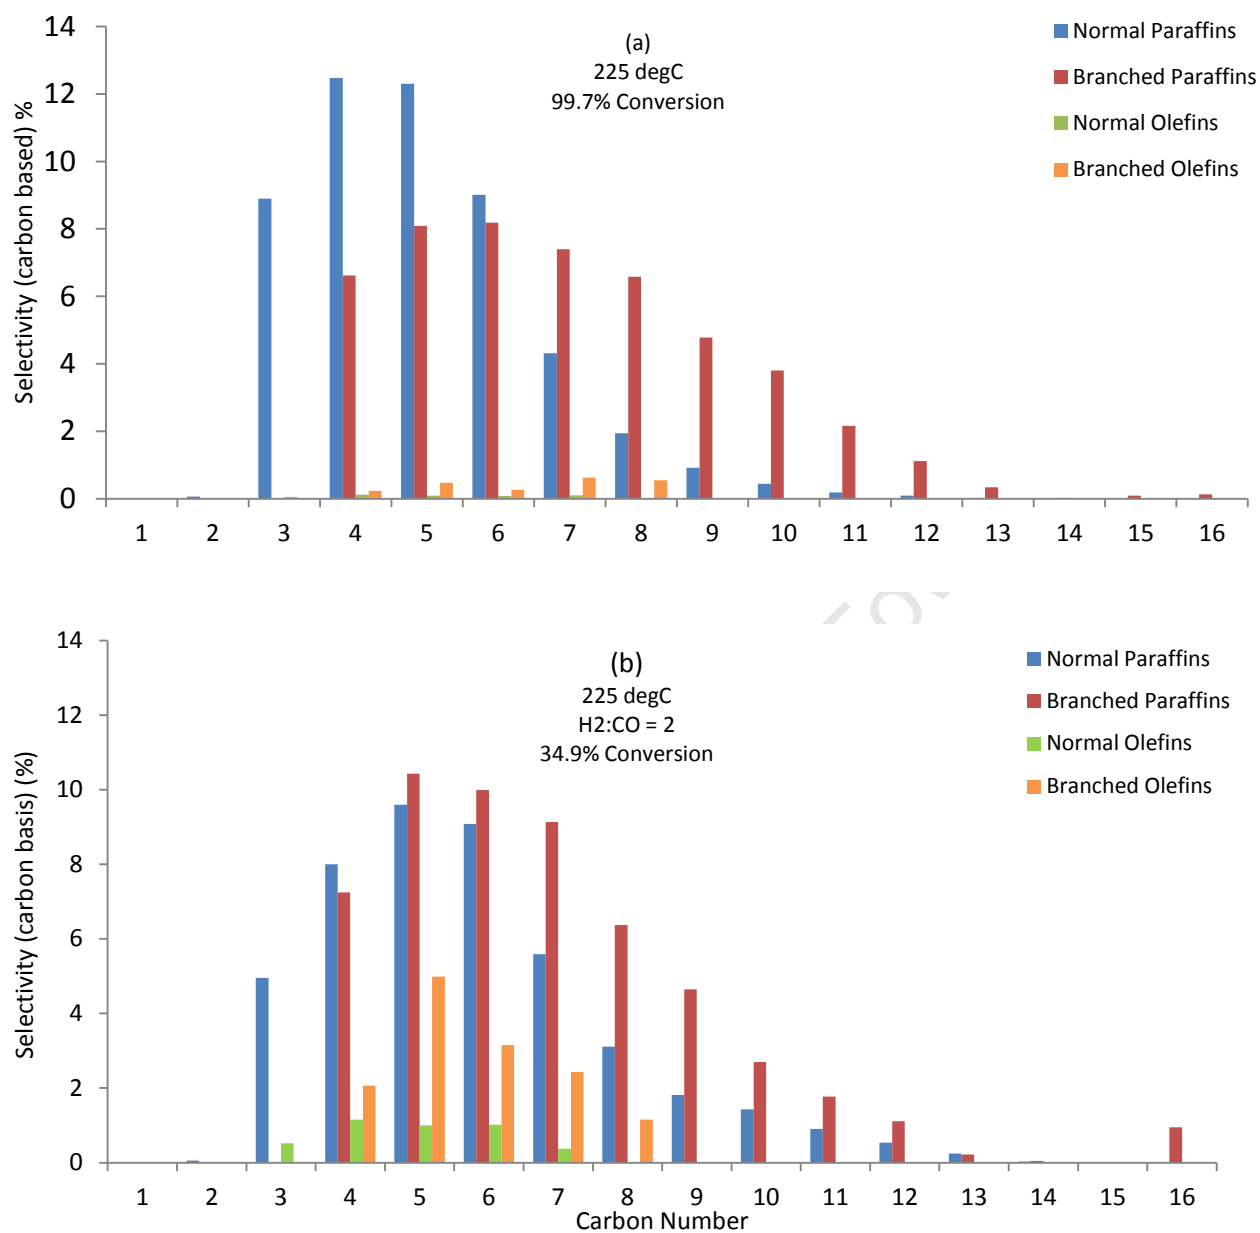 14
12
10
8
6
4
2
0
Selectivity (carbon based) %
(a)
225 degC
99.7% Conversion
Normal Paraffins
Branched Paraffins
Normal Olefins
Branched Olefins
1 2 3 4 5 6 7 8 9 10 11 12 13 14 15 16
14
12
10
8
6
4
2
0
Selectivity (carbon basis) (%)
(b)
225 degC
H2:CO = 2
34.9% Conversion
Normal Paraffins
Branched Paraffins
Normal Olefins
Branched Olefins
1 2 3 4 5 6 7 8 9 10 11 12 13 14 15 16
Carbon Number